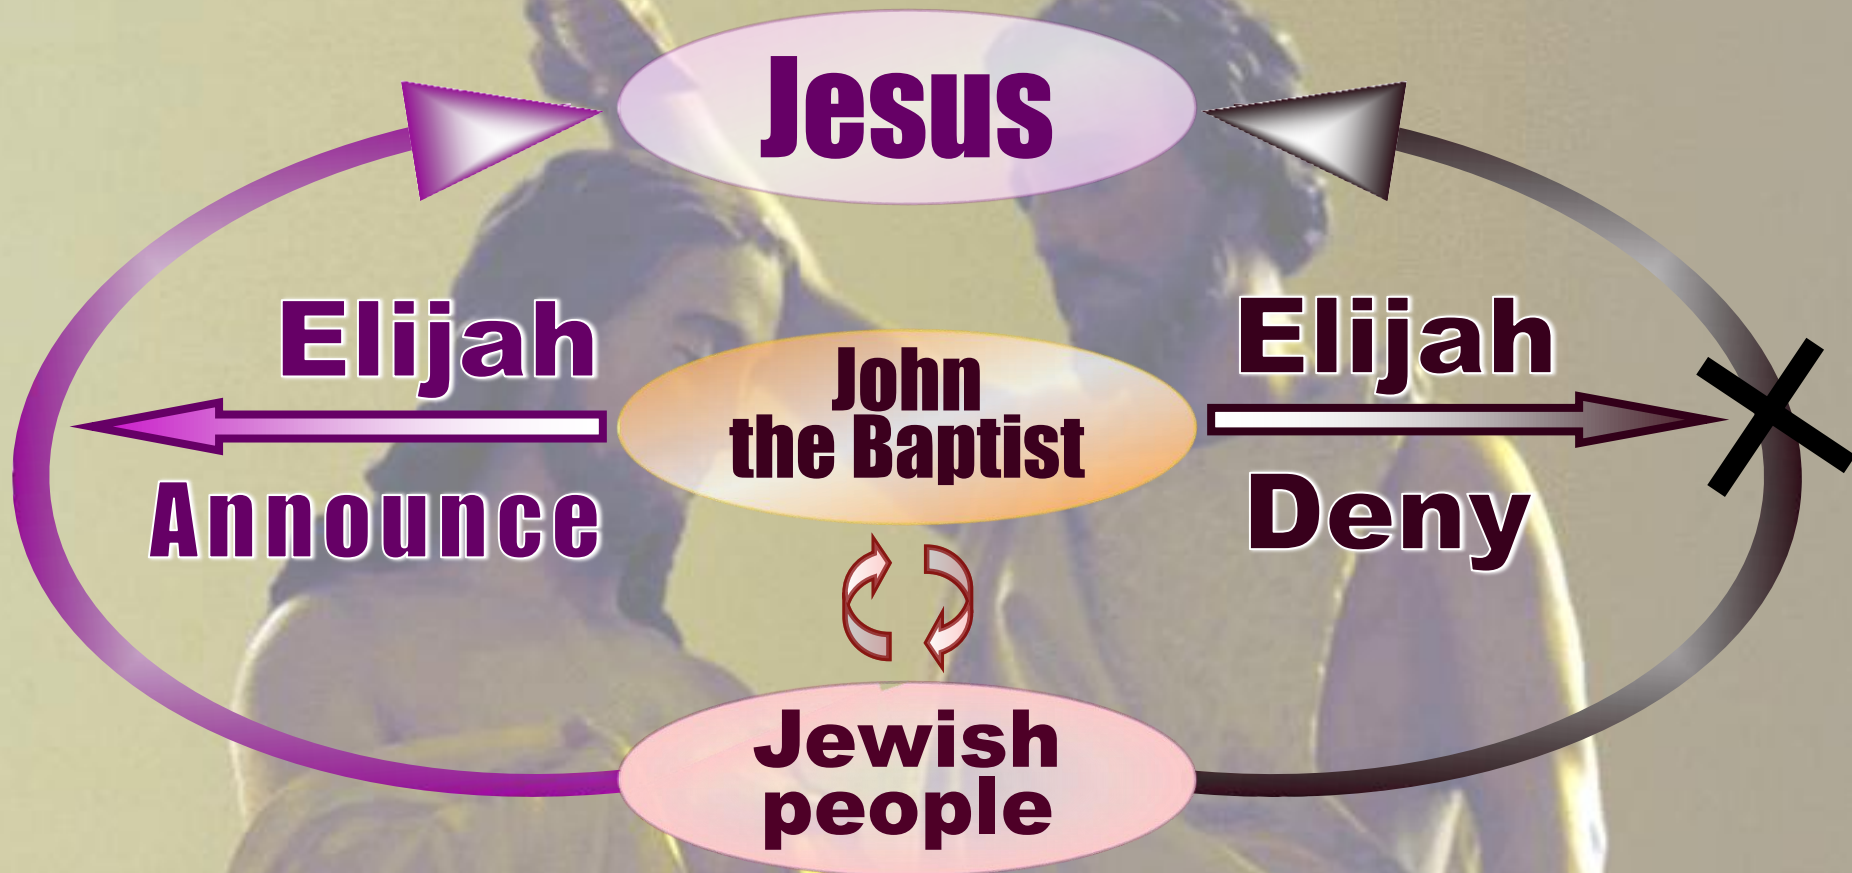 Jesus
Elijah
Announce
John
the Baptist
Elijah
Deny
Jewish
people